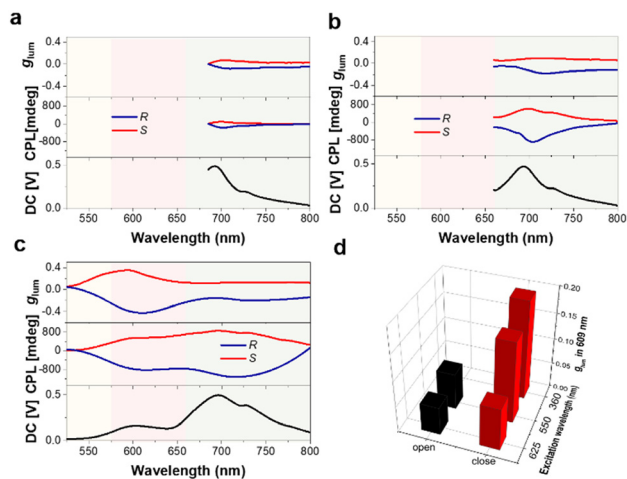 a
0.4
0.0
-0.4
g lum
800
0
-800
CPL[mdeg]
R
S
0.5
0.0
DC [V]
550 600 650 700 750 800
Wavelength (nm)
b
0.4
0.0
-0.4
g lum
800
0
-800
CPL [mdeg]
R
S
0.5
0.0
DC [V]
550 600 650 700 750 800
Wavelength (nm)
c
0.4
0.0
-0.4
g lum
800
0
-800
CPL [mdeg]
R
S
0.5
0.0
DC [V]
550 600 650 700 750 800
Wavelength (nm)
d
0.20
0.15
0.10
0.05
0.00
g lum in 609 nm
360
550
625
Excitation wavelength (nm)
open
close